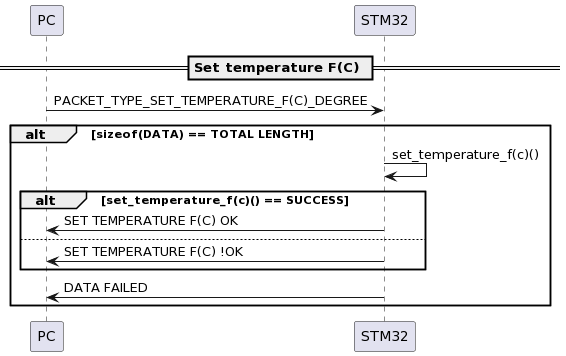 PC STM32
Set temperature F(C)
PACKET_TYPE_SET_TEMPERATURE_F(C)_DEGREE
alt [sizeof(DATA) == TOTAL LENGTH]
set_temperature_f(c)()
alt [set_temperature_f(c)() == SUCCESS]
SET TEMPERATURE F(C) OK
SET TEMPERATURE F(C) !OK
DATA FAILED
PC STM32